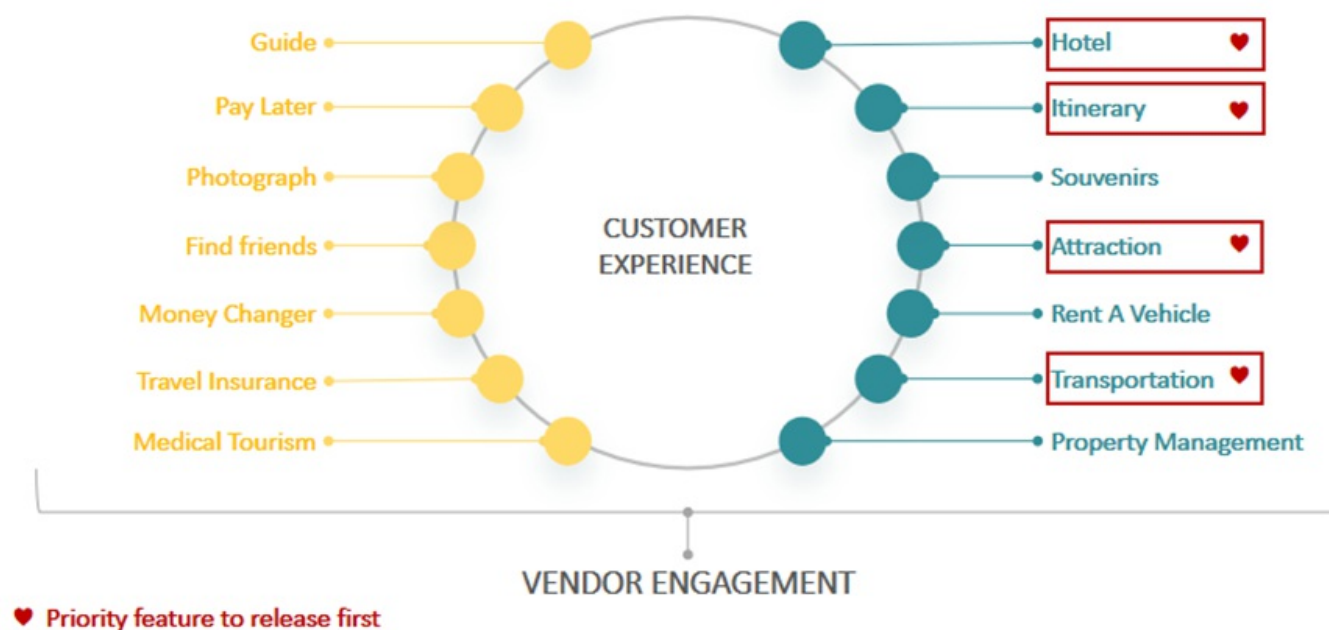 Guide
Pay Later
Photograph
Find friends
Money Changer
Travel Insurance
Medical Tourism
CUSTOMER
EXPERIENCE
Hotel
Itinerary
Souvenirs
Attraction
Rent A Vehicle
Transportation
Property Management
VENDOR ENGAGEMENT
Priority feature to release first